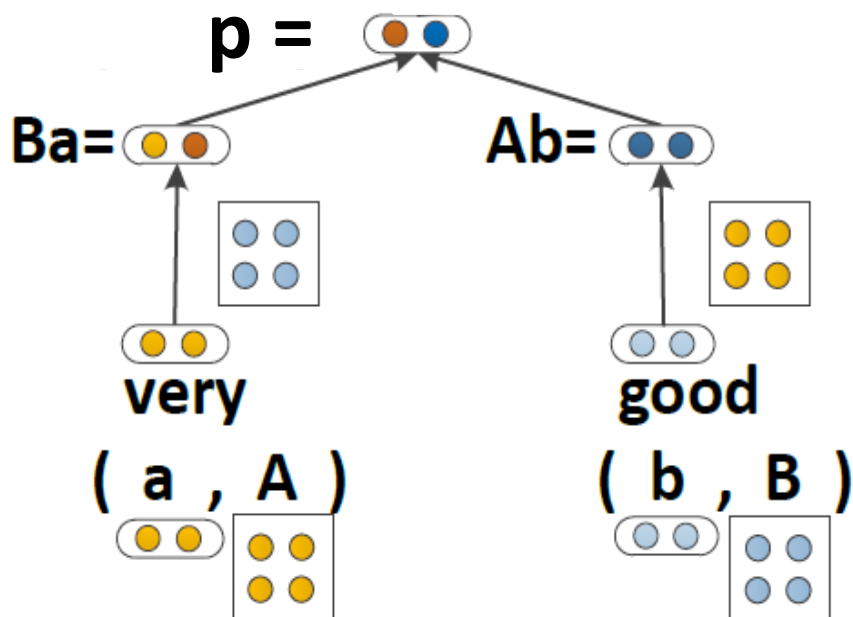 p =
Ba= Ab=
very good
( a , A ) ( b , B )